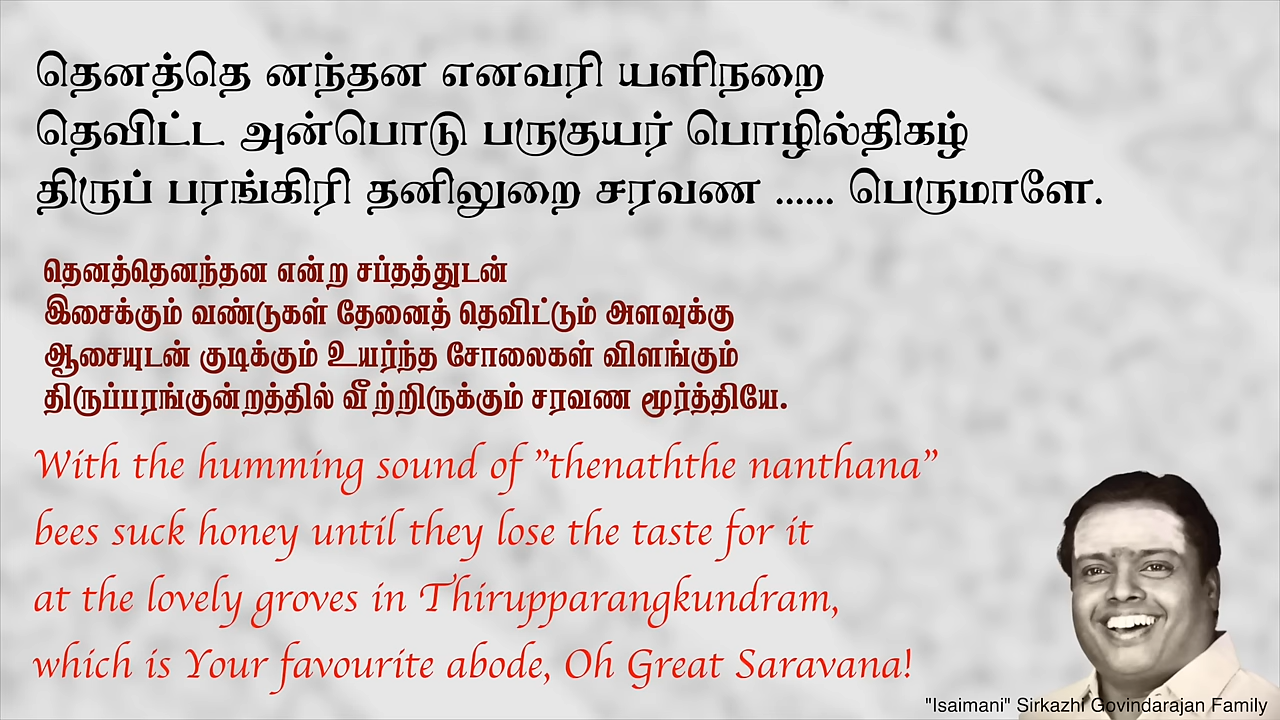 தெனத்தெ னந்தன எனவரி யளிநறை
தெவிட்ட அன்பொடு பருகுயர் பொழில்திகழ்
திருப் பரங்கிரி தனிலுறை சரவண ...... பெருமாளே.
தெனத்தெனந்தன என்ற சப்தத்துடன்
இசைக்கும் வண்டுகள் தேனைத் தெவிட்டும் அளவுக்கு
ஆசையுடன் குடிக்கும் உயர்ந்த சோலைகள் விளங்கும்
திருப்பரங்குன்றத்தில் வீற்றிருக்கும் சரவண மூர்த்தியே.
With the humming sound of "thenaththe nanthana"
bees suck honey until they lose the taste for it
at the lovely groves in Thirupparangkundram,
which is Your favourite abode, Oh Great Saravana!
"Isaimani" Sirkazhi Govindarajan Family